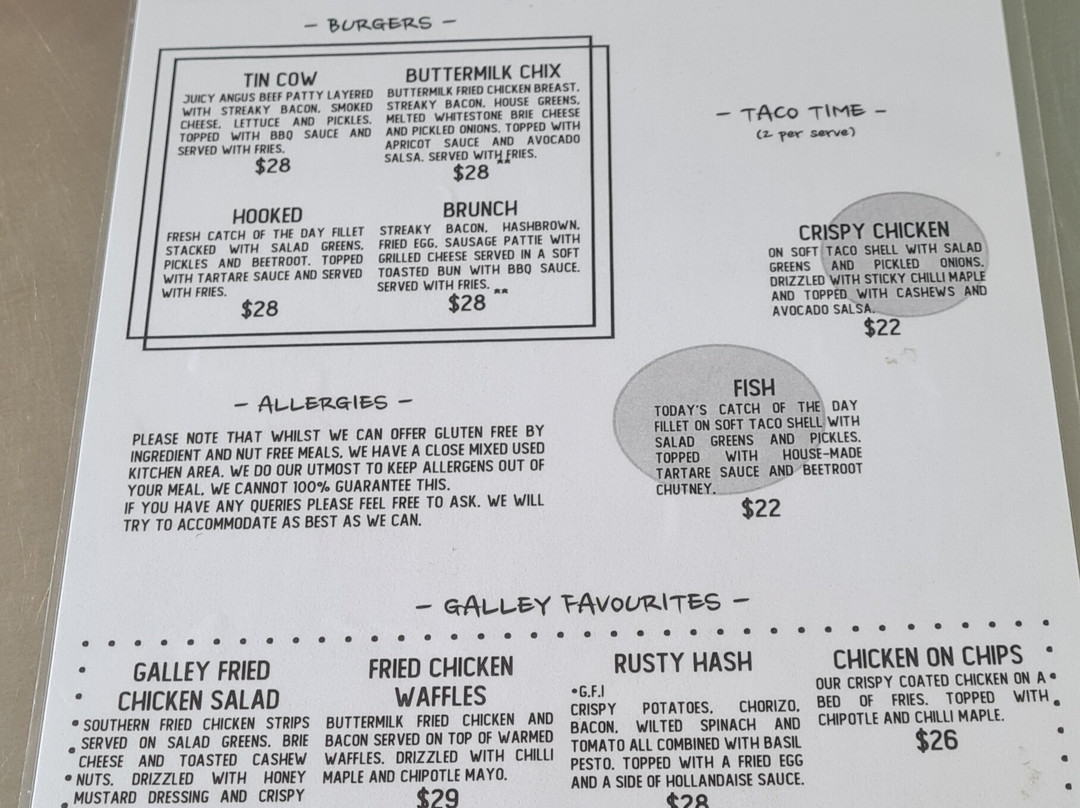 - BURGERS -
TIN COW
JUICY ANGUS BEEF PATTY LAYERED
WITH STREAKY BACON, SMOKED
CHEESE, LETTUCE AND PICKLES.
TOPPED WITH BBQ SAUCE AND
SERVED WITH FRIES.
$28
BUTTERMILK CHIX
BUTTERMILK FRIED CHICKEN BREAST,
STREAKY BACON, HOUSE GREENS,
MELTED WHITESTONE BRIE CHEESE
AND PICKLED ONIONS, TOPPED WITH
APRICOT SAUCE AND AVOCADO
SALSA. SERVED WITH FRIES.
$28 **
HOOKED
FRESH CATCH OF THE DAY FILLET
STACKED WITH SALAD GREENS,
PICKLES AND BEETROOT. TOPPED
WITH TARTARE SAUCE AND SERVED
WITH FRIES.
$28
BRUNCH
STREAKY BACON, HASHBROWN,
FRIED EGG, SAUSAGE PATTIE WITH
GRILLED CHEESE SERVED IN A SOFT
TOASTED BUN WITH BBQ SAUCE.
SERVED WITH FRIES.
$28 **
- TACO TIME -
(2 per serve)
CRISPY CHICKEN
ON SOFT TACO SHELL WITH SALAD
GREENS AND PICKLED ONIONS.
DRIZZLED WITH STICKY CHILLI MAPLE
AND TOPPED WITH CASHEWS AND
AVOCADO SALSA.
$22
FISH
TODAY'S CATCH OF THE DAY
FILLET ON SOFT TACO SHELL WITH
SALAD GREENS AND PICKLES.
TOPPED WITH HOUSE-MADE
TARTARE SAUCE AND BEETROOT
CHUTNEY.
$22
- ALLERGIES -
PLEASE NOTE THAT WHILST WE CAN OFFER GLUTEN FREE BY
INGREDIENT AND NUT FREE MEALS, WE HAVE A CLOSE MIXED USED
KITCHEN AREA. WE DO OUR UTMOST TO KEEP ALLERGENS OUT OF
YOUR MEAL, WE CANNOT 100% GUARANTEE THIS.
IF YOU HAVE ANY QUERIES PLEASE FEEL FREE TO ASK. WE WILL
TRY TO ACCOMMODATE AS BEST AS WE CAN.
- GALLEY FAVOURITES -
GALLEY FRIED
CHICKEN SALAD
SOUTHERN FRIED CHICKEN STRIPS
SERVED ON SALAD GREENS, BRIE
CHEESE AND TOASTED CASHEW
NUTS. DRIZZLED WITH HONEY
MUSTARD DRESSING AND CRISPY
FRIED CHICKEN
WAFFLES
BUTTERMILK FRIED CHICKEN AND
BACON SERVED ON TOP OF WARMED
WAFFLES. DRIZZLED WITH CHILLI
MAPLE AND CHIPOTLE MAYO.
$29
RUSTY HASH
•G.F.I
CRISPY POTATOES, CHORIZO,
BACON, WILTED SPINACH AND
TOMATO ALL COMBINED WITH BASIL
PESTO. TOPPED WITH A FRIED EGG
AND A SIDE OF HOLLANDAISE SAUCE.
$28
CHICKEN ON CHIPS
OUR CRISPY COATED CHICKEN ON A
BED OF FRIES. TOPPED WITH
CHIPOTLE AND CHILLI MAPLE.
$26